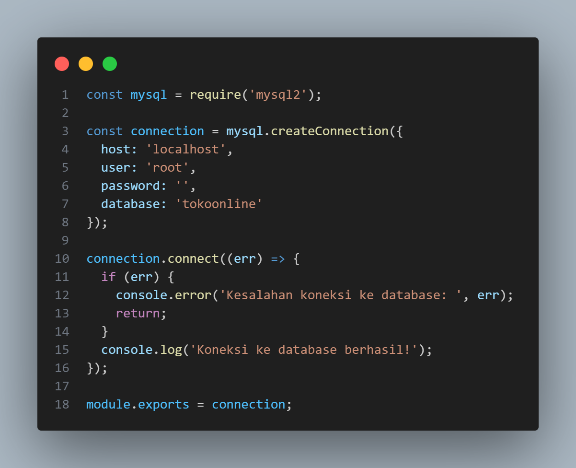 1 const mysql = require('mysql2');
2
3 const connection = mysql.createConnection({
4   host: 'localhost',
5   user: 'root',
6   password: '',
7   database: 'tokoonline'
8 });
9
10 connection.connect((err) => {
11   if (err) {
12     console.error('Kesalahan koneksi ke database: ', err);
13     return;
14   }
15   console.log('Koneksi ke database berhasil!');
16 });
17
18 module.exports = connection;